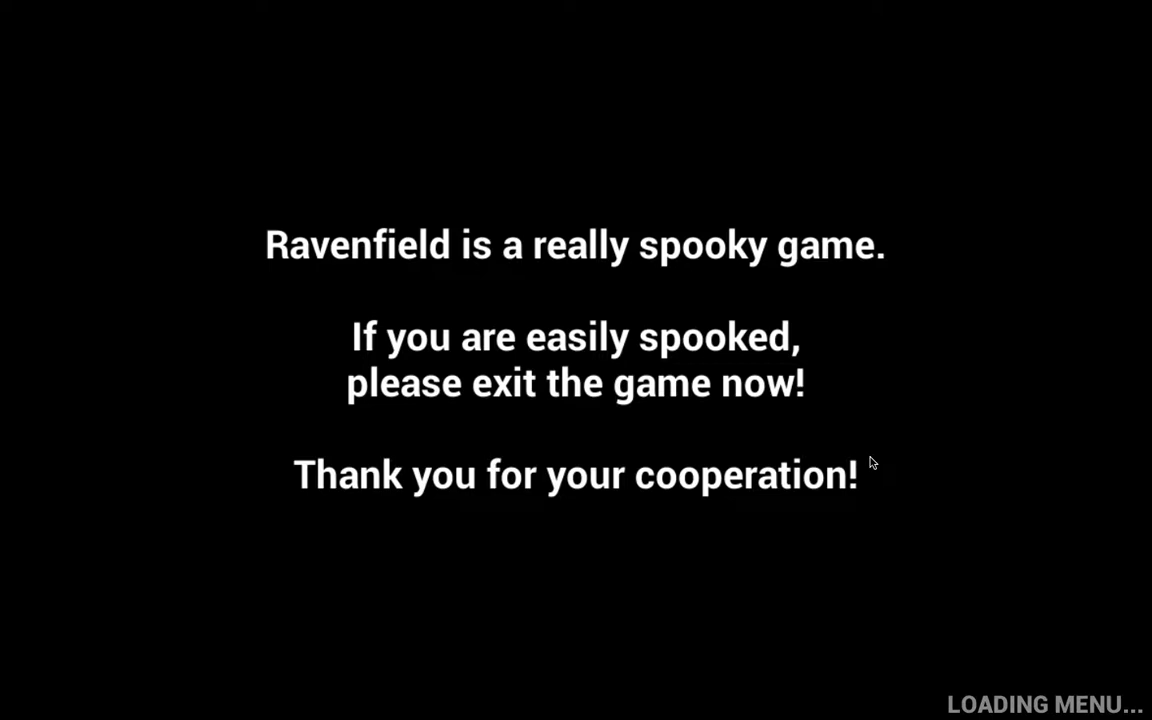 Ravenfield is a really spooky game.
If you are easily spooked,
please exit the game now!
Thank you for your cooperation!
LOADING MENU...